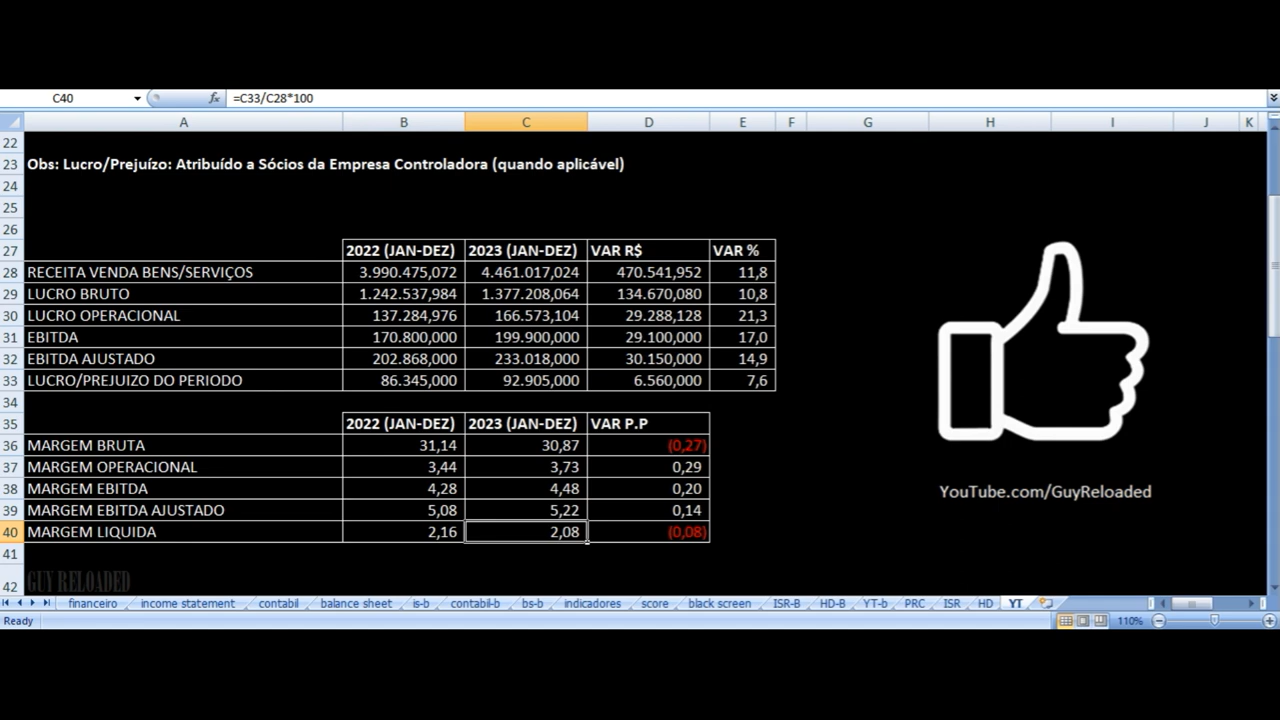 C40 fx =C33/C28*100
A B C D E F G H I J K
22
23 Obs: Lucro/Prejuízo: Atribuído a Sócios da Empresa Controladora (quando aplicável)
24
25
26
27 2022 (JAN-DEZ) 2023 (JAN-DEZ) VAR R$ VAR %
28 RECEITA VENDA BENS/SERVIÇOS 3.990.475,072 4.461.017,024 470.541,952 11,8
29 LUCRO BRUTO 1.242.537,984 1.377.208,064 134.670,080 10,8
30 LUCRO OPERACIONAL 137.284,976 166.573,104 29.288,128 21,3
31 EBITDA 170.800,000 199.900,000 29.100,000 17,0
32 EBITDA AJUSTADO 202.868,000 233.018,000 30.150,000 14,9
33 LUCRO/PREJUIZO DO PERIODO 86.345,000 92.905,000 6.560,000 7,6
34
35 2022 (JAN-DEZ) 2023 (JAN-DEZ) VAR P.P
36 MARGEM BRUTA 31,14 30,87 (0,27)
37 MARGEM OPERACIONAL 3,44 3,73 0,29
38 MARGEM EBITDA 4,28 4,48 0,20
39 MARGEM EBITDA AJUSTADO 5,08 5,22 0,14
40 MARGEM LIQUIDA 2,16 2,08 (0,08)
YouTube.com/GuyReloaded
41
42 GUY RELOADED
financeiro income statement contabil balance sheet is-b contabil-b bs-b indicadores score black screen ISR-B HD-B YT-b PRC ISR HD YT
Ready 110%